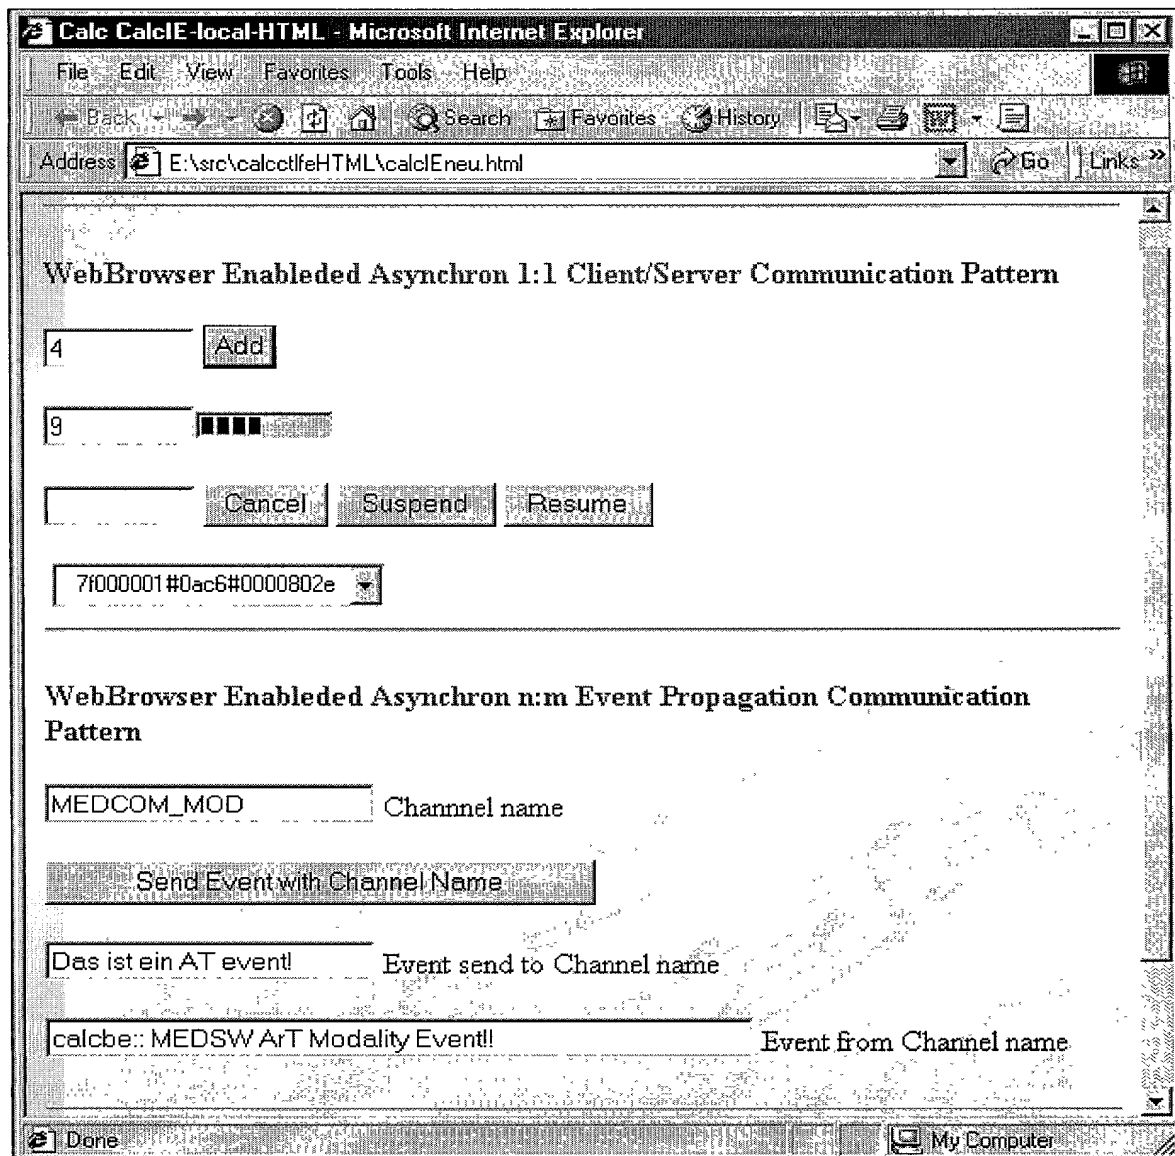 Calc CalcIE-local-HTML - Microsoft Internet Explorer
File Edit View Favorites Tools Help
Back Search Favorites History
Address E:\src\calcctlfeHTML\calcIEneu.html Go Links »
WebBrowser Enableded Asynchron 1:1 Client/Server Communication Pattern
4 Add
9
Cancel Suspend Resume
7f000001#0ac6#0000802e
WebBrowser Enableded Asynchron n:m Event Propagation Communication
Pattern
MEDCOM_MOD Channnel name
Send Event with Channel Name
Das ist ein AT event! Event send to Channel name
calcbe:: MEDSW ArT Modality Event!! Event from Channel name
Done My Computer